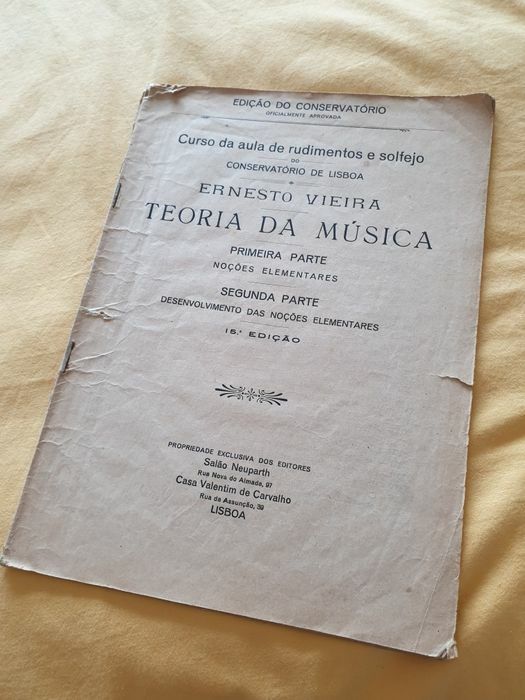 EDIÇÃO DO CONSERVATÓRIO
OFICIALMENTE APROVADA
Curso da aula de rudimentos e solfejo
DO
CONSERVATÓRIO DE LISBOA
ERNESTO VIEIRA
TEORIA DA MÚSICA
PRIMEIRA PARTE
NOÇÕES ELEMENTARES
SEGUNDA PARTE
DESENVOLVIMENTO DAS NOÇÕES ELEMENTARES
15.ª EDIÇÃO
PROPRIEDADE EXCLUSIVA DOS EDITORES
Salão Neuparth
Rua Nova do Almada, 97
Casa Valentim de Carvalho
Rua da Assunção, 39
LISBOA